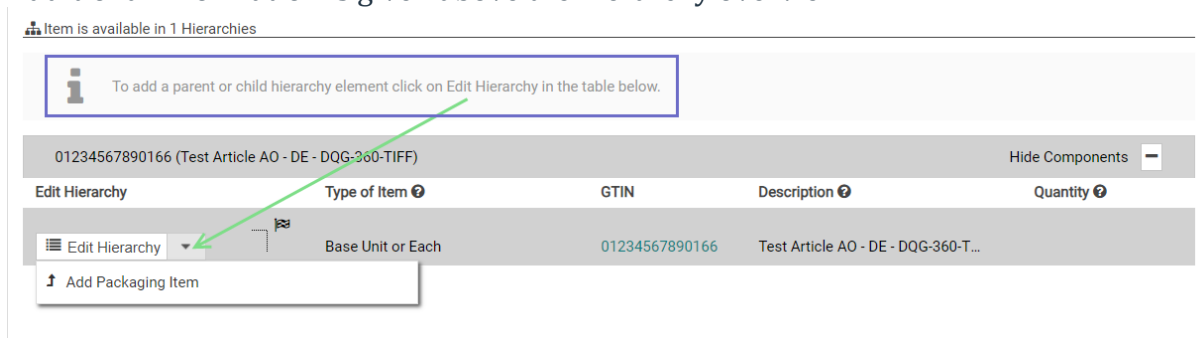 Item is available in 1 Hierarchies
To add a parent or child hierarchy element click on Edit Hierarchy in the table below.
01234567890166 (Test Article AO - DE - DQG-360-TIFF) Hide Components
Edit Hierarchy Type of Item GTIN Description Quantity
Edit Hierarchy Base Unit or Each 01234567890166 Test Article AO - DE - DQG-360-T...
Add Packaging Item